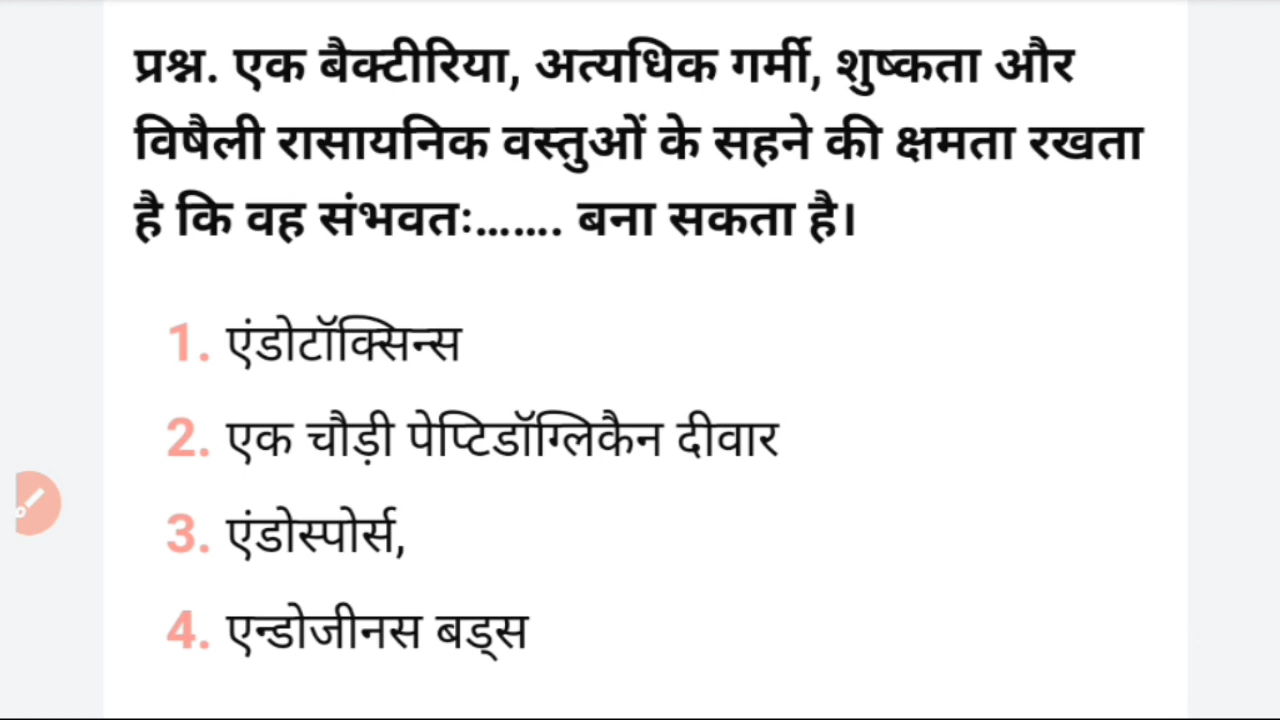 प्रश्न. एक बैक्टीरिया, अत्यधिक गर्मी, शुष्कता और
विषैली रासायनिक वस्तुओं के सहने की क्षमता रखता
है कि वह संभवतः....... बना सकता है।
1. एंडोटॉक्सिन्स
2. एक चौड़ी पेप्टिडॉग्लिकैन दीवार
3. एंडोस्पोर्स,
4. एन्डोजीनस बड्स